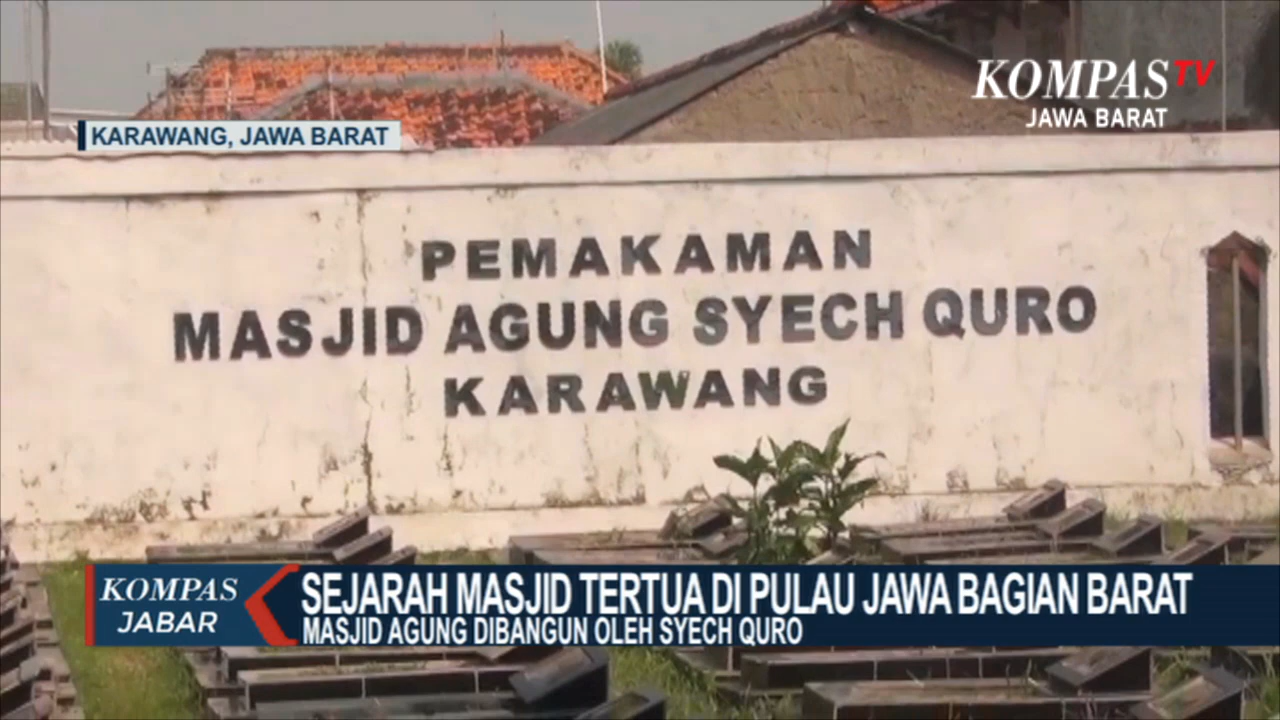 KOMPAS TV
JAWA BARAT
KARAWANG, JAWA BARAT
PEMAKAMAN
MASJID AGUNG SYECH QURO
KARAWANG
KOMPAS
JABAR
SEJARAH MASJID TERTUA DI PULAU JAWA BAGIAN BARAT
MASJID AGUNG DIBANGUN OLEH SYECH QURO